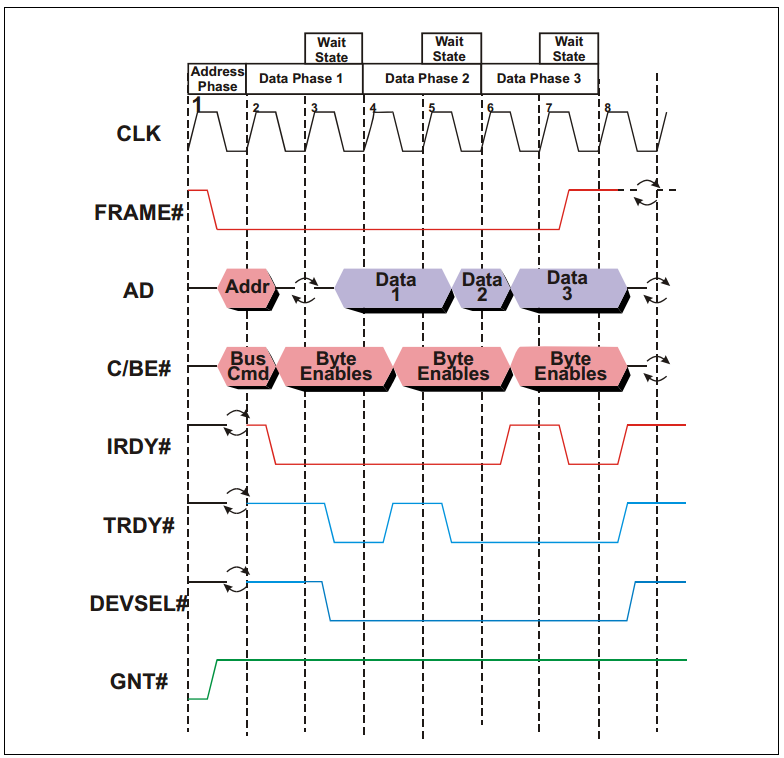 Wait
State
Wait
State
Wait
State
Address
Phase
Data Phase 1
Data Phase 2
Data Phase 3
1
2
3
4
5
6
7
8
CLK
FRAME#
AD
Addr
Data
1
Data
2
Data
3
C/BE#
Bus
Cmd
Byte
Enables
Byte
Enables
Byte
Enables
IRDY#
TRDY#
DEVSEL#
GNT#